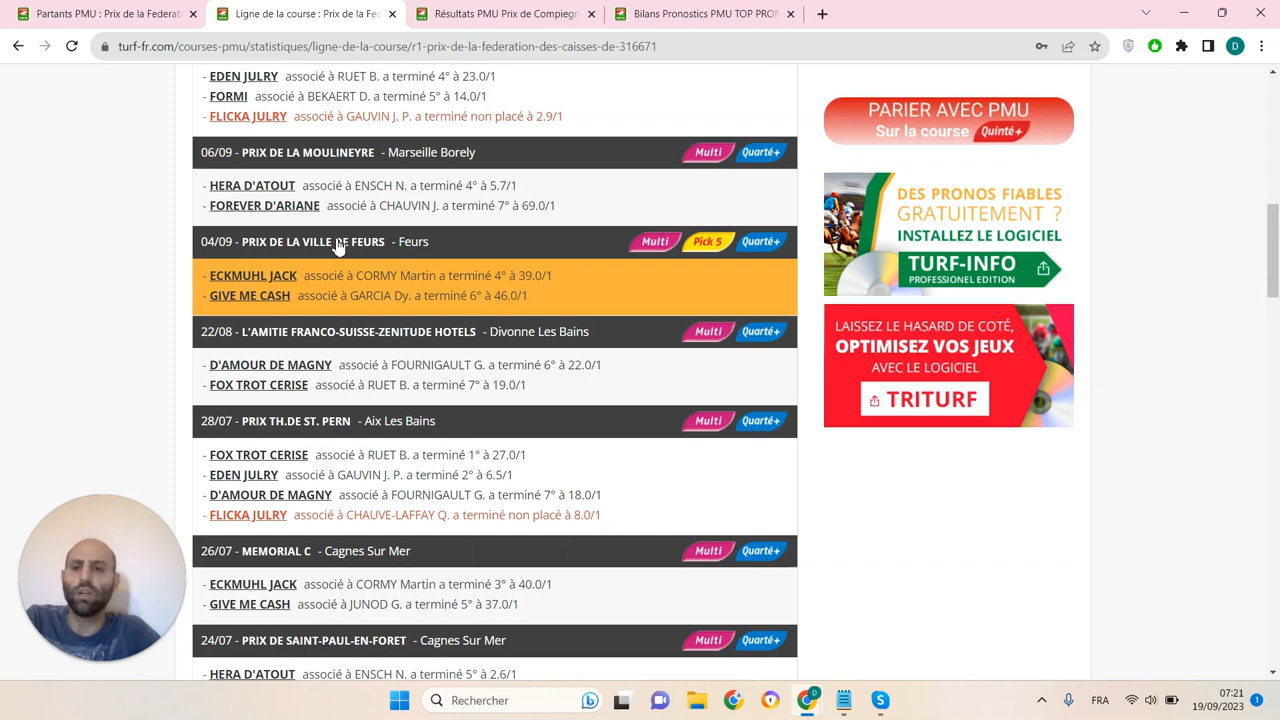 Partants PMU : Prix de la Federat
Ligne de la course : Prix de la Fed
Résultats PMU Prix de Compiegn
Bilans Pronostics PMU TOP PRON
turf-fr.com/courses-pmu/statistiques/ligne-de-la-course/r1-prix-de-la-federation-des-caisses-de-316671
D
- EDEN JULRY associé à RUET B. a terminé 4° à 23.0/1
- FORMI associé à BEKAERT D. a terminé 5° à 14.0/1
- FLICKA JULRY associé à GAUVIN J. P. a terminé non placé à 2.9/1
06/09 - PRIX DE LA MOULINEYRE - Marseille Borely Multi Quarté+
- HERA D'ATOUT associé à ENSCH N. a terminé 4° à 5.7/1
- FOREVER D'ARIANE associé à CHAUVIN J. a terminé 7° à 69.0/1
04/09 - PRIX DE LA VILLE DE FEURS - Feurs Multi Pick 5 Quarté+
- ECKMUHL JACK associé à CORMY Martin a terminé 4° à 39.0/1
- GIVE ME CASH associé à GARCIA Dy. a terminé 6° à 46.0/1
22/08 - L'AMITIE FRANCO-SUISSE-ZENITUDE HOTELS - Divonne Les Bains Multi Quarté+
- D'AMOUR DE MAGNY associé à FOURNIGAULT G. a terminé 6° à 22.0/1
- FOX TROT CERISE associé à RUET B. a terminé 7° à 19.0/1
28/07 - PRIX TH.DE ST. PERN - Aix Les Bains Multi Quarté+
- FOX TROT CERISE associé à RUET B. a terminé 1° à 27.0/1
- EDEN JULRY associé à GAUVIN J. P. a terminé 2° à 6.5/1
- D'AMOUR DE MAGNY associé à FOURNIGAULT G. a terminé 7° à 18.0/1
- FLICKA JULRY associé à CHAUVE-LAFFAY Q. a terminé non placé à 8.0/1
26/07 - MEMORIAL C - Cagnes Sur Mer Multi Quarté+
- ECKMUHL JACK associé à CORMY Martin a terminé 3° à 40.0/1
- GIVE ME CASH associé à JUNOD G. a terminé 5° à 37.0/1
24/07 - PRIX DE SAINT-PAUL-EN-FORET - Cagnes Sur Mer Multi Quarté+
- HERA D'ATOUT associé à ENSCH N. a terminé 5° à 2.6/1
PARIER AVEC PMU
Sur la course Quinté+
DES PRONOS FIABLES
GRATUITEMENT ?
INSTALLEZ LE LOGICIEL
TURF-INFO
PROFESSIONEL EDITION
LAISSEZ LE HASARD DE COTÉ,
OPTIMISEZ VOS JEUX
AVEC LE LOGICIEL
TRITURF
Rechercher
D
FRA
07:21
19/09/2023
1